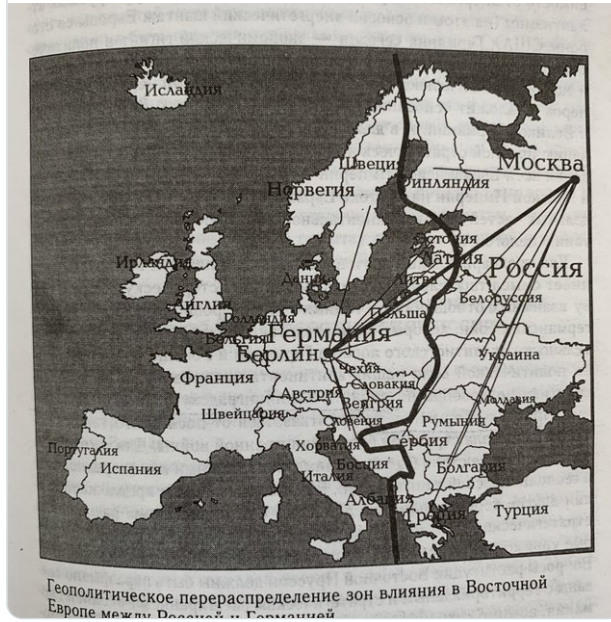 Исландия
Москва
Швеция
Финляндия
Норвегия
Эстония
Россия
Латвия
Ирландия
Дания
Литва
Белоруссия
Англия
Голландия
Польша
Германия
Бельгия
Берлин
Украина
Чехия
Франция
Словакия
Австрия
Молдавия
Венгрия
Швейцария
Словения
Румыния
Хорватия
Сербия
Португалия
Испания
Босния
Болгария
Италия
Албания
Греция
Турция
Геополитическое перераспределение зон влияния в Восточной
Европе между Россией и Германией